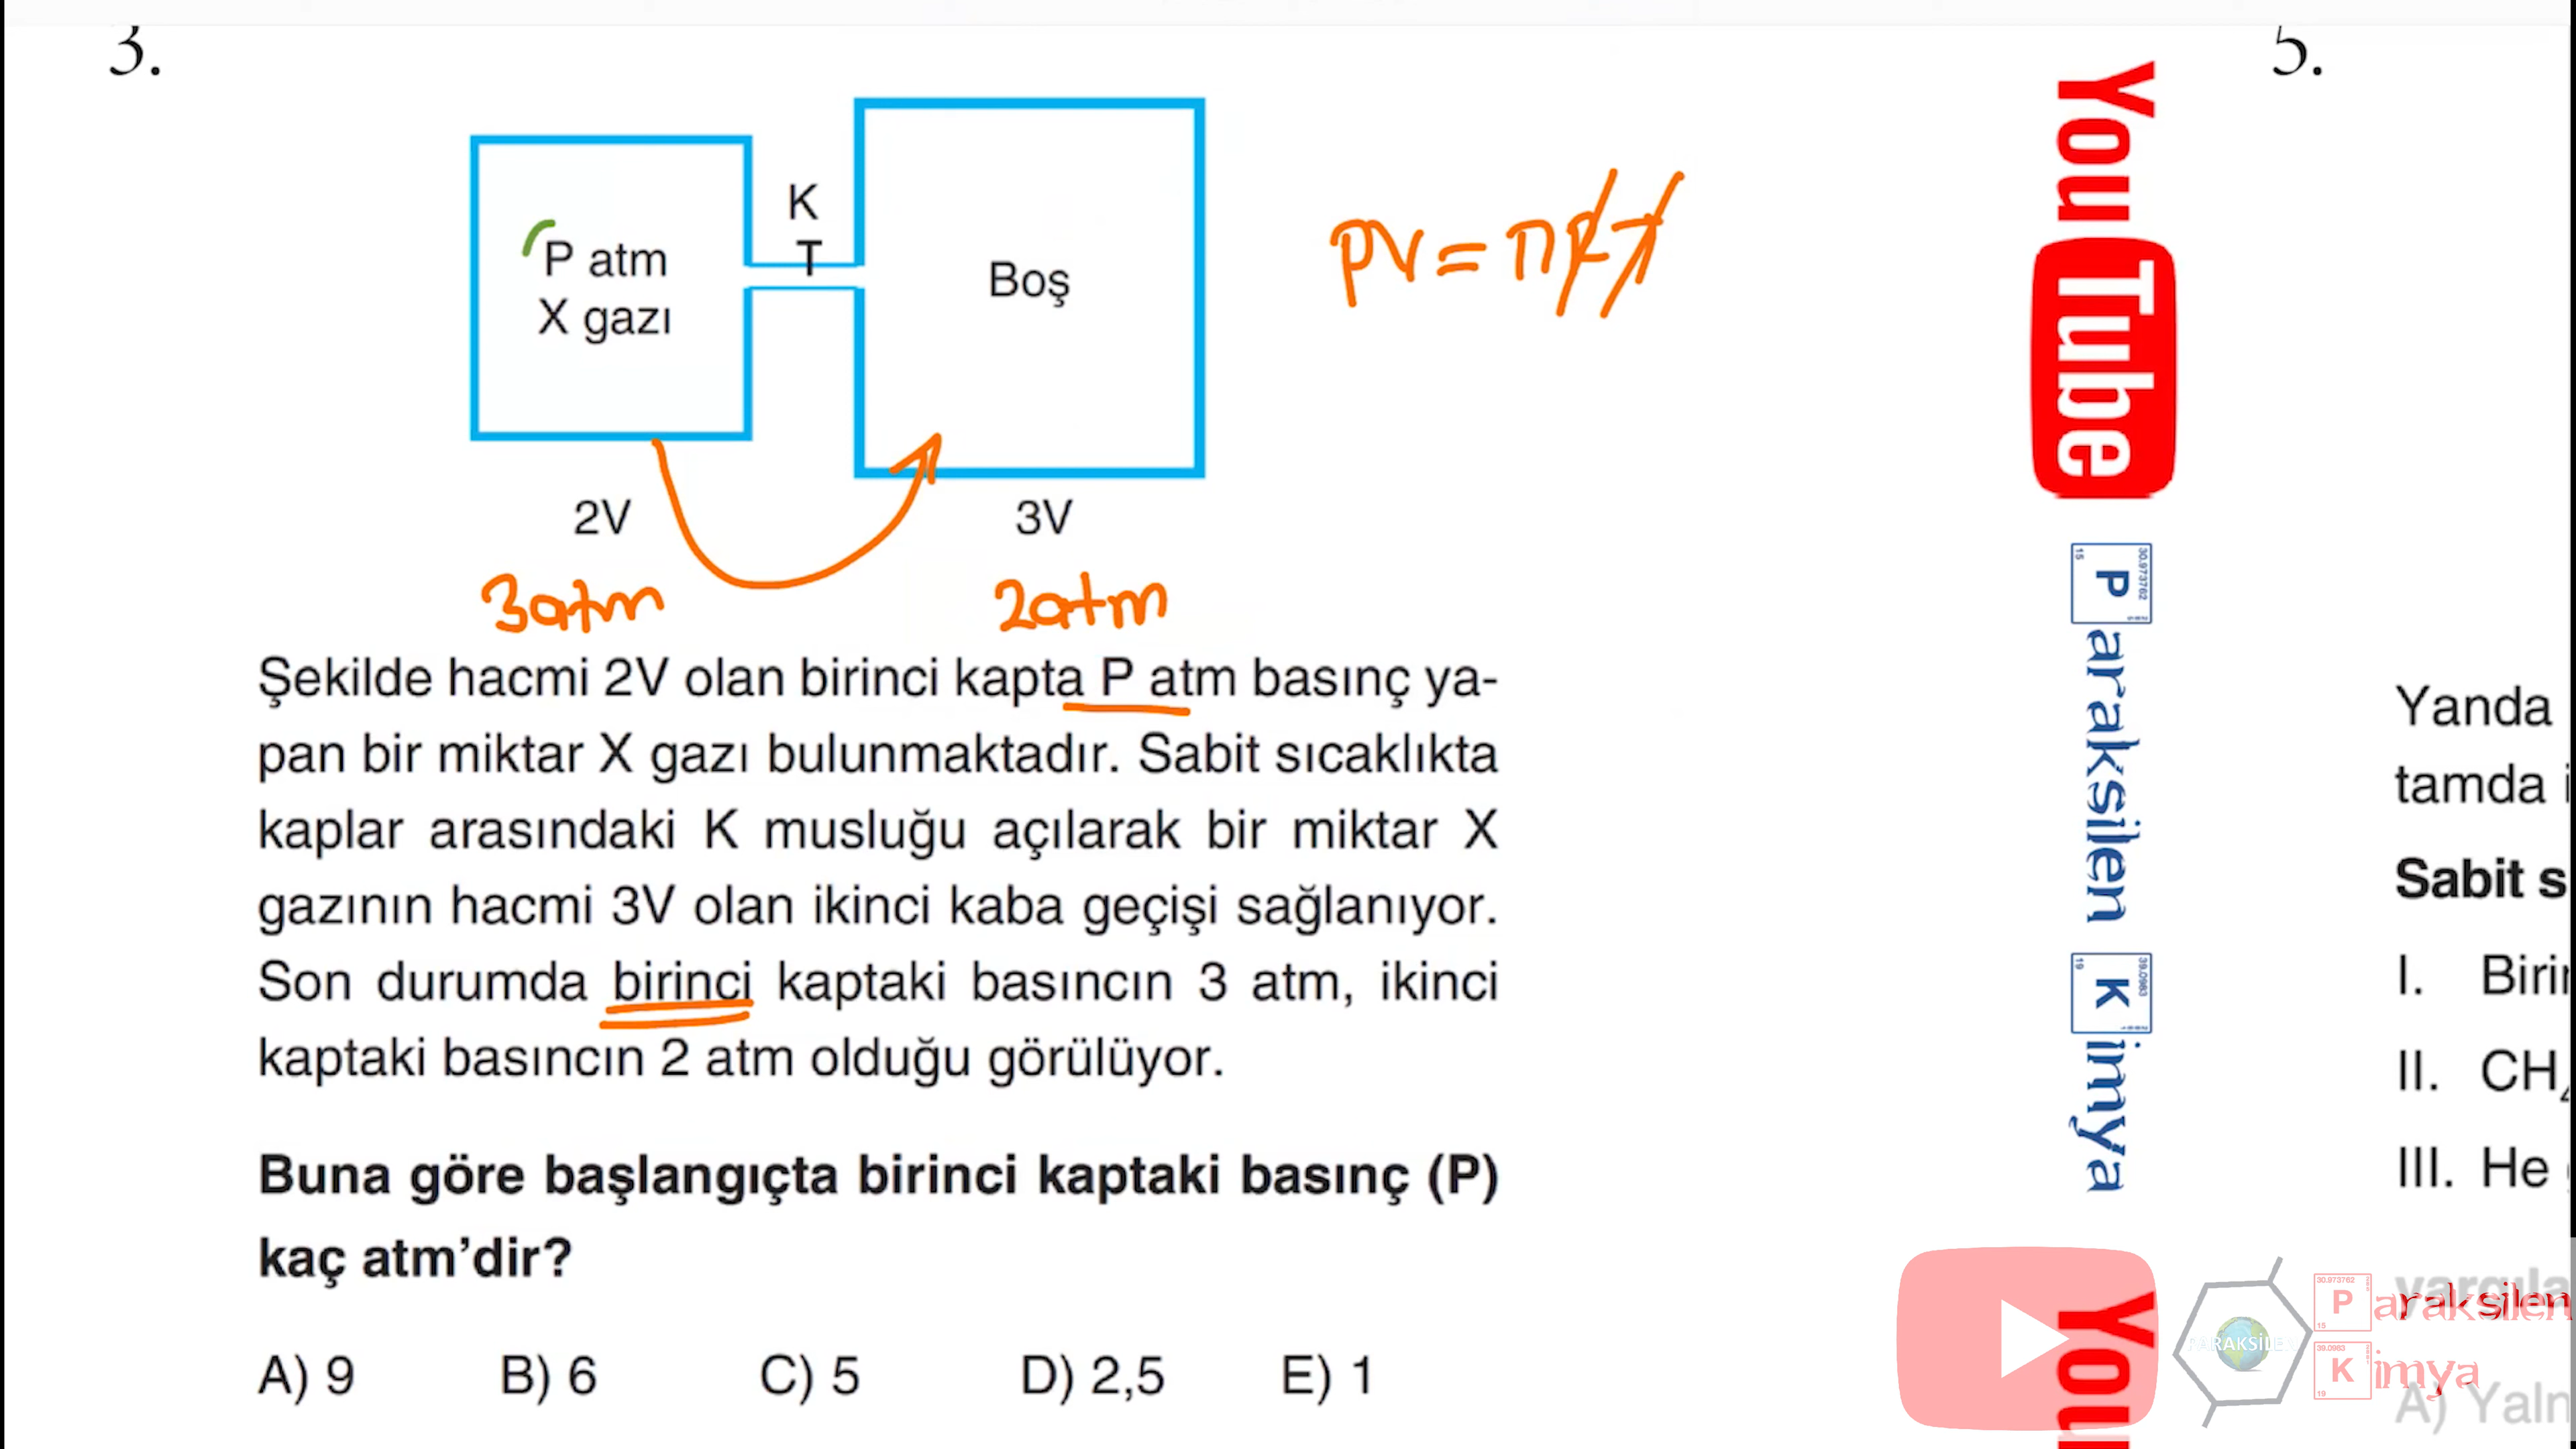 3.
P atm
X gazı
K
T
Boş
PV = nRT
2V
3V
3atm
2atm
Şekilde hacmi 2V olan birinci kapta P atm basınç ya-
pan bir miktar X gazı bulunmaktadır. Sabit sıcaklıkta
kaplar arasındaki K musluğu açılarak bir miktar X
gazının hacmi 3V olan ikinci kaba geçişi sağlanıyor.
Son durumda birinci kaptaki basıncın 3 atm, ikinci
kaptaki basıncın 2 atm olduğu görülüyor.
Buna göre başlangıçta birinci kaptaki basınç (P)
kaç atm'dir?
A) 9 B) 6 C) 5 D) 2,5 E) 1
YouTube
Paraksilen Kimya
You
5.
Yanda
tamda
Sabit s
I. Birin
II. CH
III. He
A) Yaln
PARAKSİLEN
Paraksilen
Kimya